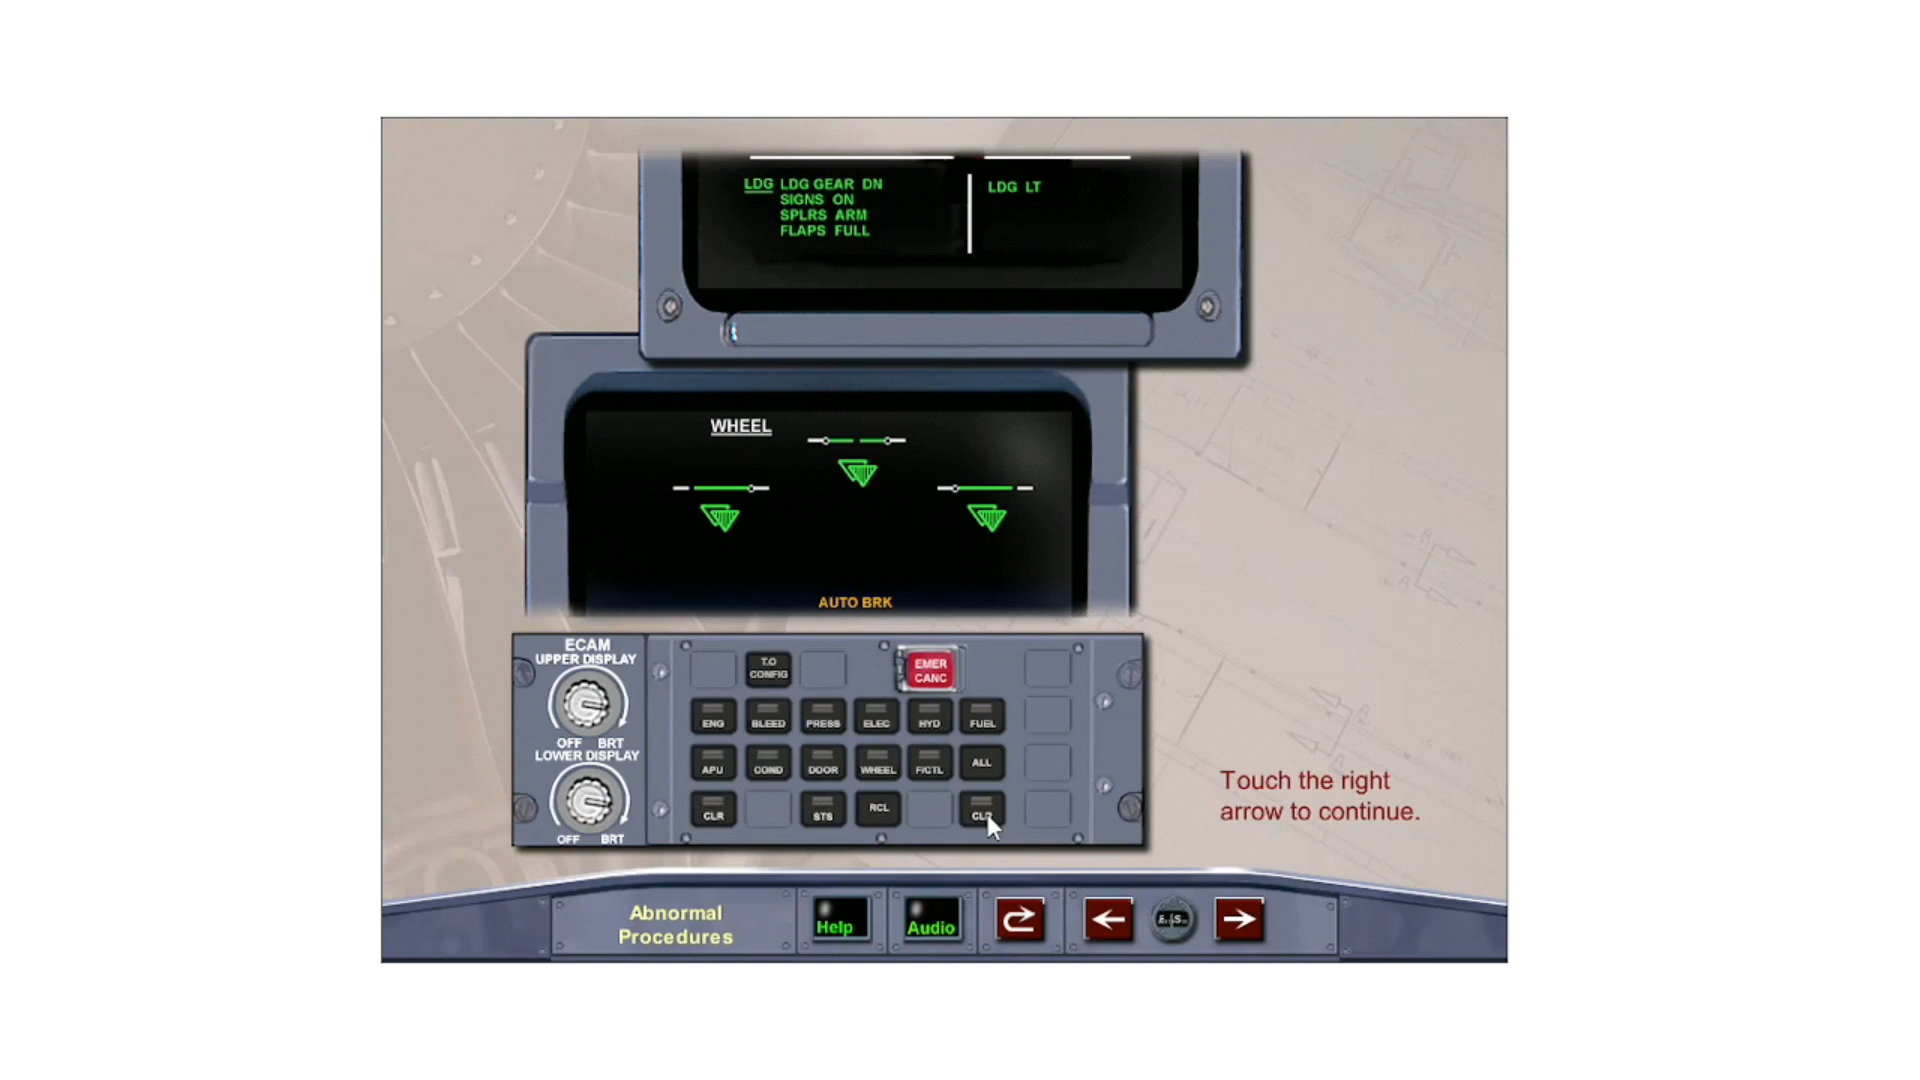 LDG LDG GEAR DN
SIGNS ON
SPLRS ARM
FLAPS FULL
LDG LT
WHEEL
AUTO BRK
ECAM
UPPER DISPLAY
OFF BRT
LOWER DISPLAY
OFF BRT
T.O
CONFIG
EMER
CANC
ENG BLEED PRESS ELEC HYD FUEL
APU COND DOOR WHEEL F/CTL ALL
CLR STS RCL CLR
Touch the right
arrow to continue.
Abnormal
Procedures
Help
Audio